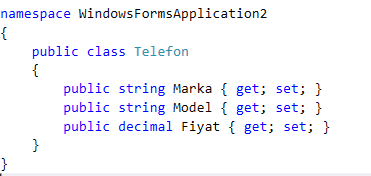 namespace WindowsFormsApplication2
{
    public class Telefon
    {
        public string Marka { get; set; }
        public string Model { get; set; }
        public decimal Fiyat { get; set; }
    }
}